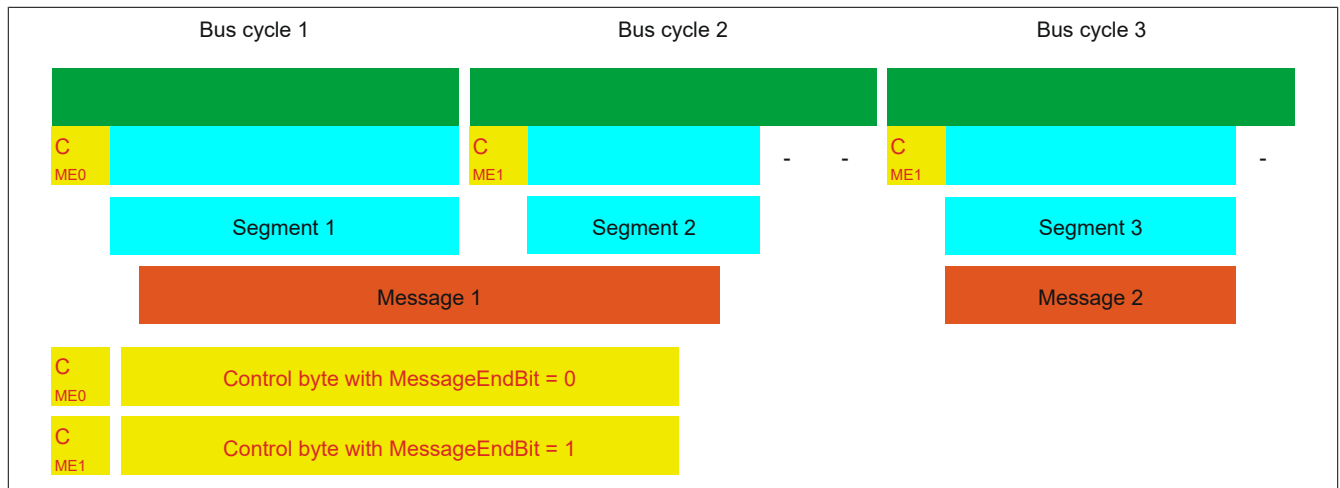 Bus cycle 1 Bus cycle 2 Bus cycle 3
C C - - C -
ME0 ME1 ME1
Segment 1 Segment 2 Segment 3
Message 1 Message 2
C
ME0
Control byte with MessageEndBit = 0
C
ME1
Control byte with MessageEndBit = 1